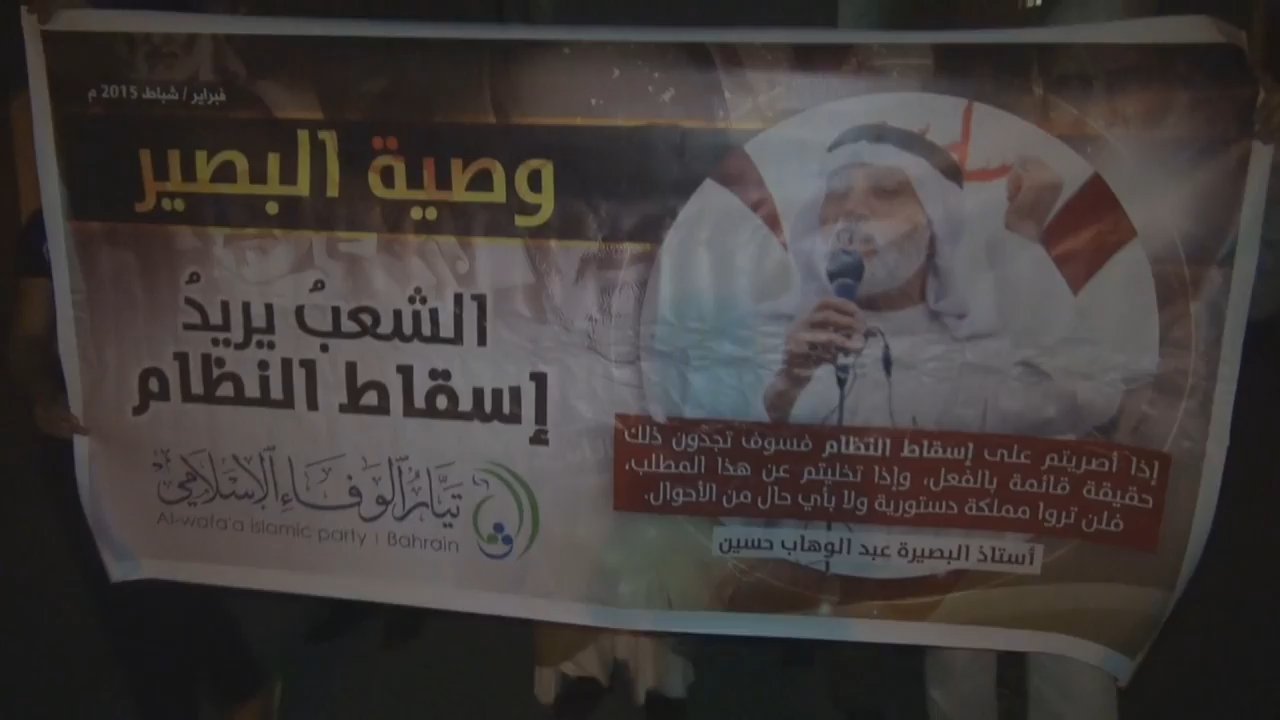 فبراير / شباط 2015 م
وصية البصير
الشعبُ يريدُ
إسقاط النظام
تيار الوفاء الإسلامي
Al-wafa'a islamic party | Bahrain
إذا أصريتم على إسقاط النظام فسوف تجدون ذلك
حقيقة قائمة بالفعل، وإذا تخليتم عن هذا المطلب،
فلن تروا مملكة دستورية ولا بأي حال من الأحوال.
أستاذ البصيرة عبد الوهاب حسين